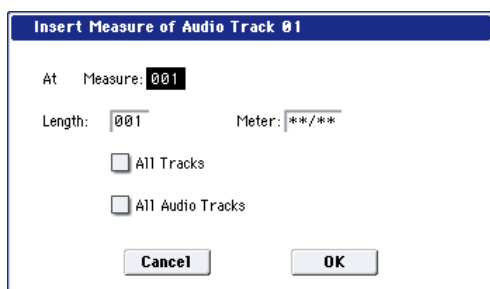 Insert Measure of Audio Track 01
At Measure: 001
Length: 001 Meter: **/**
All Tracks
All Audio Tracks
Cancel OK